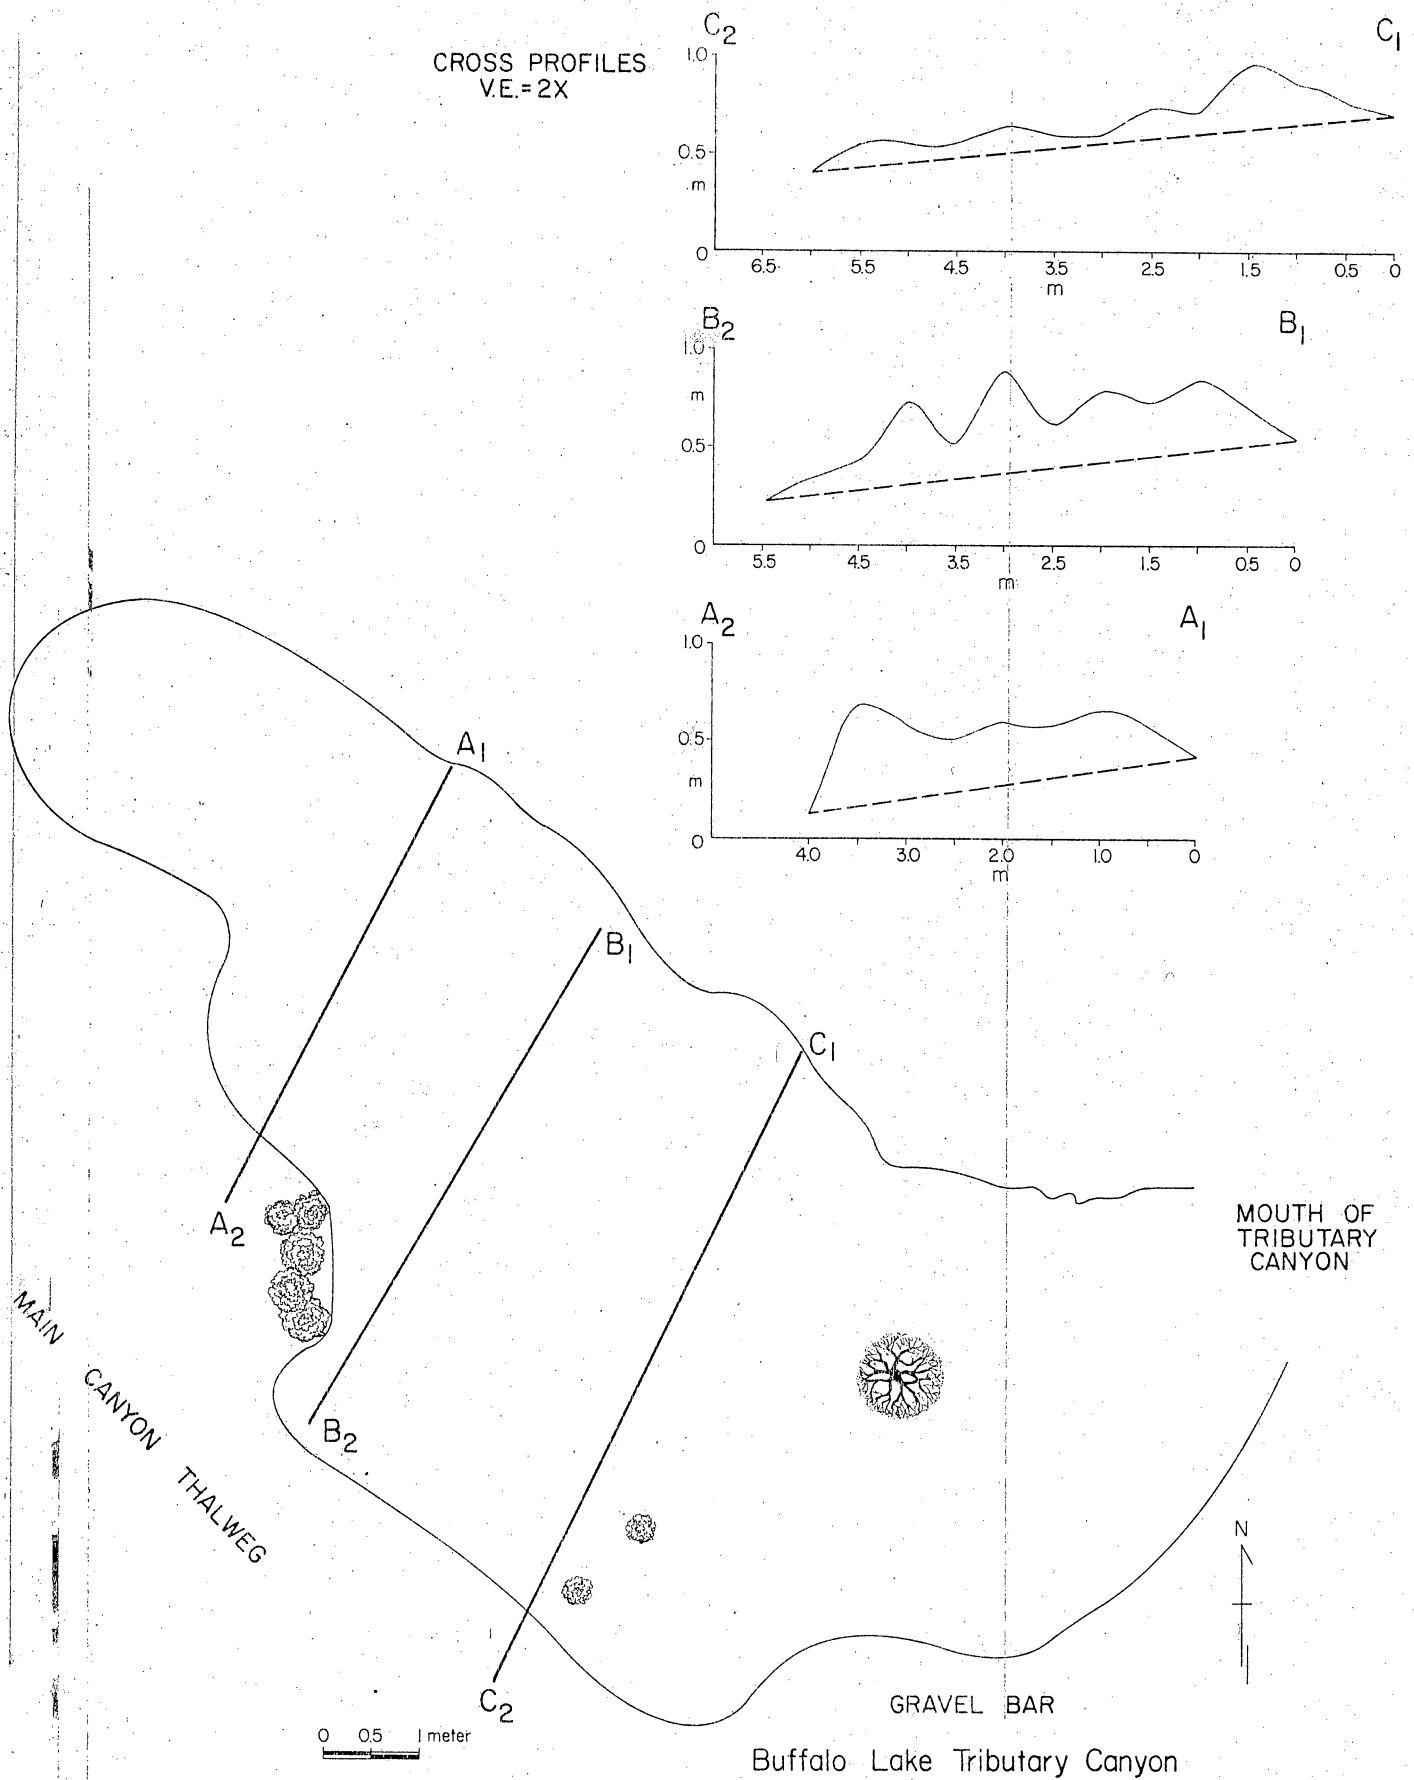 CROSS PROFILES
V.E.= 2X
C2
C1
1.0
0.5
m
0
6.5
5.5
4.5
3.5
2.5
1.5
0.5
0
m
B2
B1
1.0
m
0.5
0
5.5
4.5
3.5
2.5
1.5
0.5
0
m
A2
A1
1.0
0.5
m
0
4.0
3.0
2.0
1.0
0
m
A1
B1
C1
A2
B2
C2
MOUTH OF
TRIBUTARY
CANYON
MAIN CANYON THALWEG
N
0 0.5 1 meter
GRAVEL BAR
Buffalo Lake Tributary Canyon